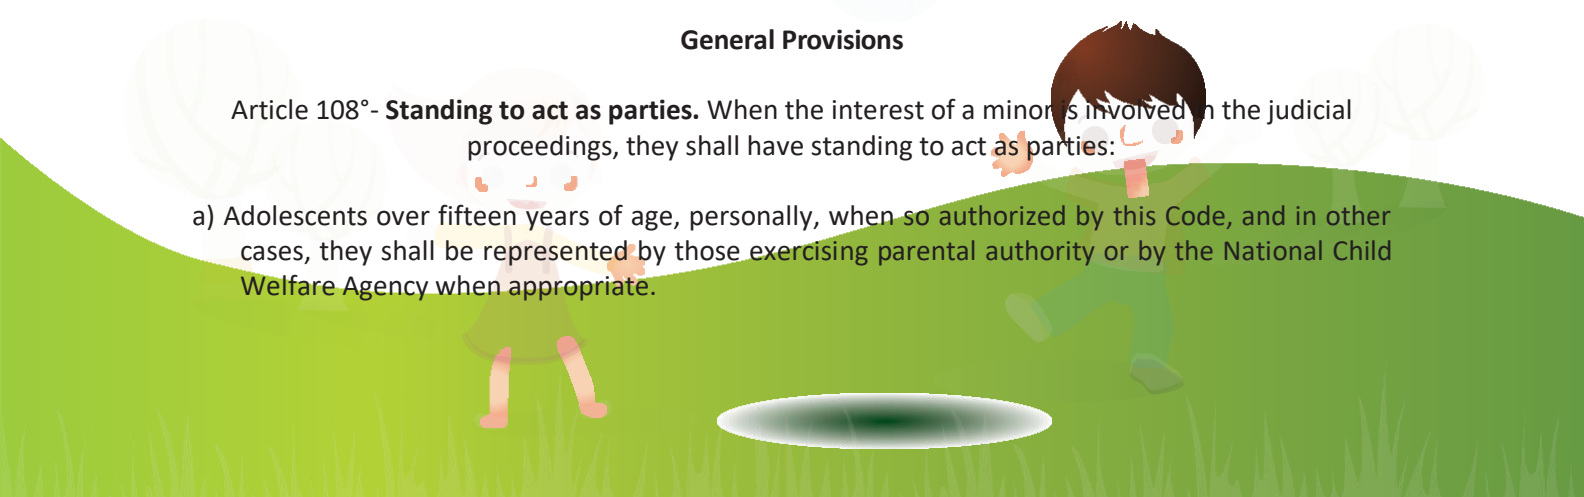 General Provisions
Article 108°- Standing to act as parties. When the interest of a minor is involved in the judicial
proceedings, they shall have standing to act as parties:
a) Adolescents over fifteen years of age, personally, when so authorized by this Code, and in other
cases, they shall be represented by those exercising parental authority or by the National Child
Welfare Agency when appropriate.